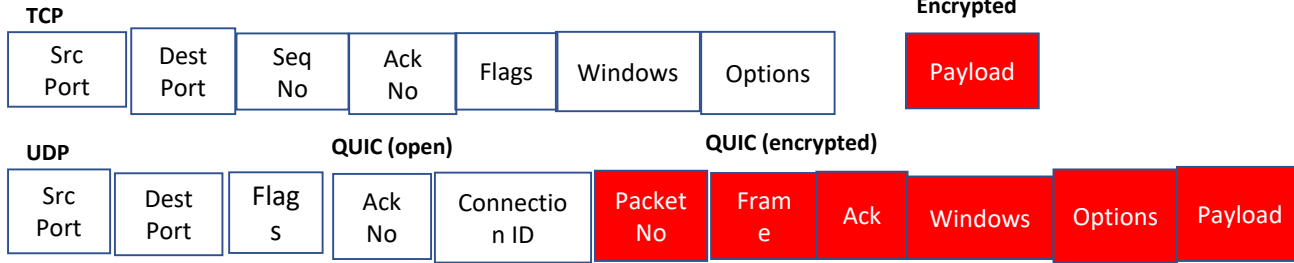 TCP
Encrypted
Src
Port
Dest
Port
Seq
No
Ack
No
Flags
Windows
Options
Payload
UDP
QUIC (open)
QUIC (encrypted)
Src
Port
Dest
Port
Flag
s
Ack
No
Connectio
n ID
Packet
No
Fram
e
Ack
Windows
Options
Payload